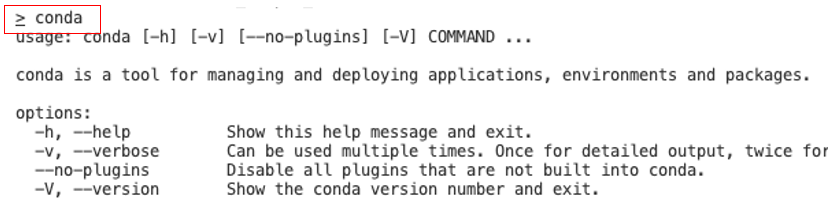 > conda
usage: conda [-h] [-v] [--no-plugins] [-V] COMMAND ...
conda is a tool for managing and deploying applications, environments and packages.
options:
-h, --help Show this help message and exit.
-v, --verbose Can be used multiple times. Once for detailed output, twice for
--no-plugins Disable all plugins that are not built into conda.
-V, --version Show the conda version number and exit.